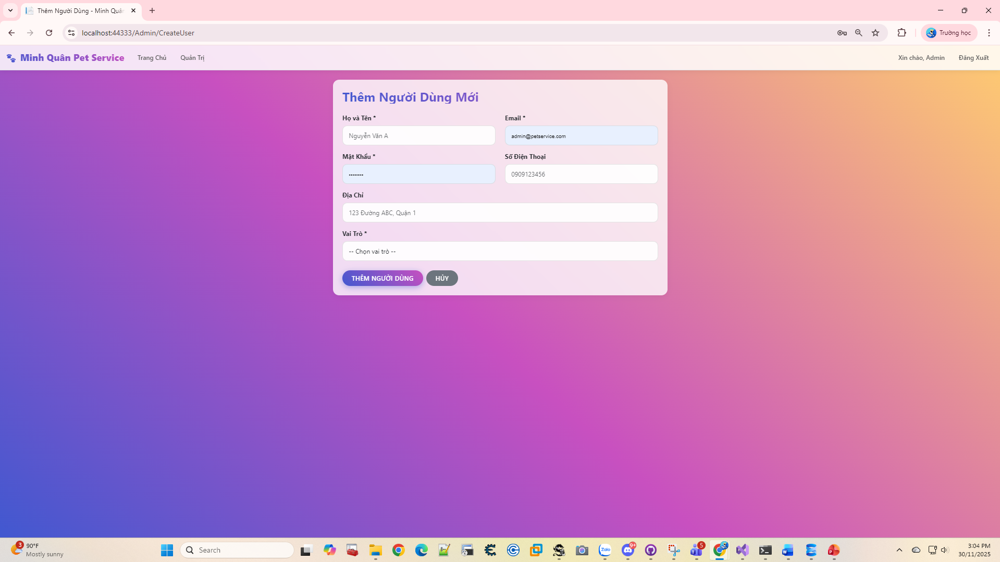 Thêm Người Dùng - Minh Quân
localhost:44333/Admin/CreateUser
Trường học
Minh Quân Pet Service
Trang Chủ
Quản Trị
Xin chào, Admin
Đăng Xuất
Thêm Người Dùng Mới
Họ và Tên *
Email *
Nguyễn Văn A
admin@petservice.com
Mật Khẩu *
Số Điện Thoại
••••••••
0909123456
Địa Chỉ
123 Đường ABC, Quận 1
Vai Trò *
-- Chọn vai trò --
THÊM NGƯỜI DÙNG
HỦY
3
90°F
Mostly sunny
Search
Zalo
9+
5
3:04 PM
30/11/2025